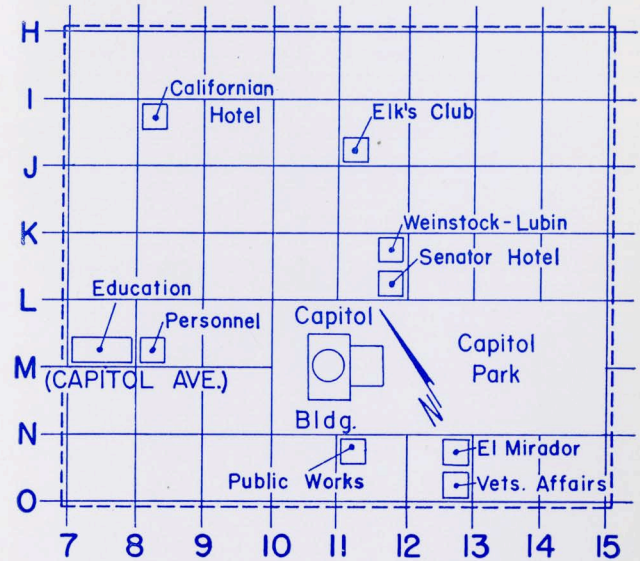 H
I
Californian
Hotel
Elk's Club
J
K
Weinstock-Lubin
Senator Hotel
L
Education
Personnel
Capitol
Capitol
Park
M
(CAPITOL AVE.)
N
Bldg.
N
Public Works
El Mirador
Vets. Affairs
O
7 8 9 10 11 12 13 14 15